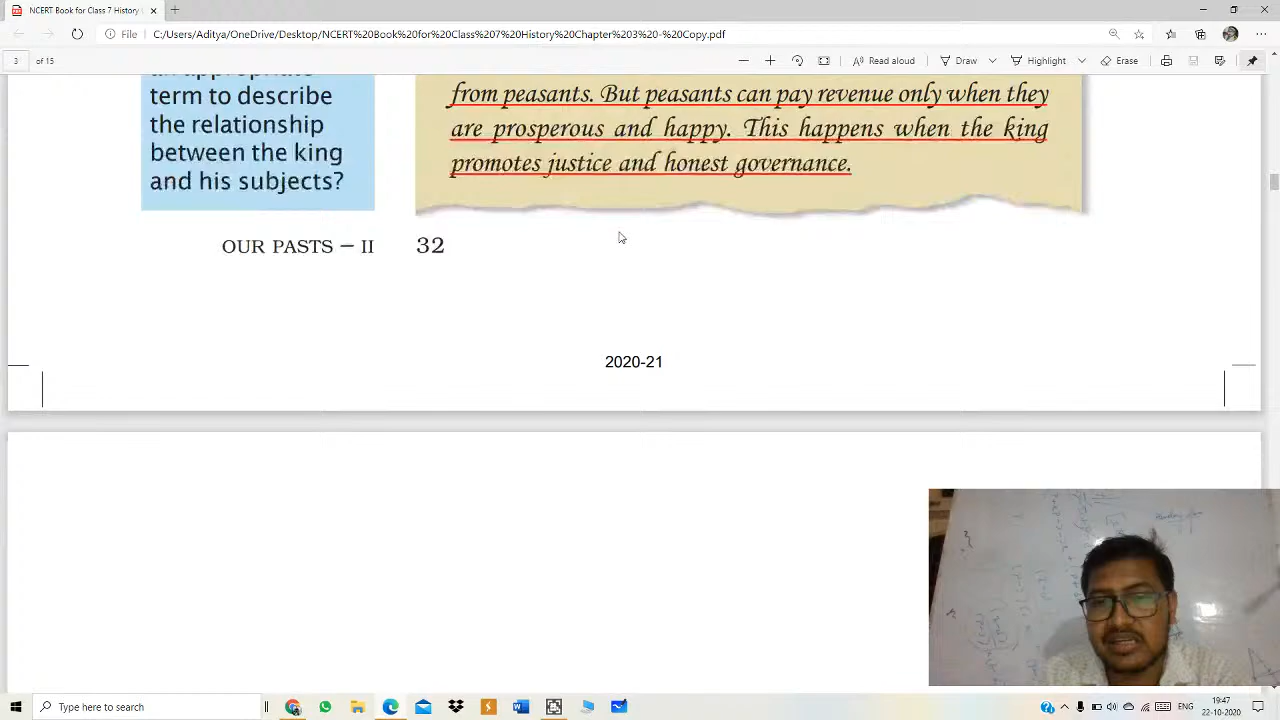 NCERT Book for Class 7 History
File
C:/Users/Aditya/OneDrive/Desktop/NCERT%20Book%20for%20Class%207%20History%20Chapter%203%20-%20Copy.pdf
3 of 15
Read aloud
Draw
Highlight
Erase
an appropriate
term to describe
the relationship
between the king
and his subjects?
from peasants. But peasants can pay revenue only when they
are prosperous and happy. This happens when the king
promotes justice and honest governance.
OUR PASTS – II 32
2020-21
Type here to search
ENG
19:47
22-10-2020